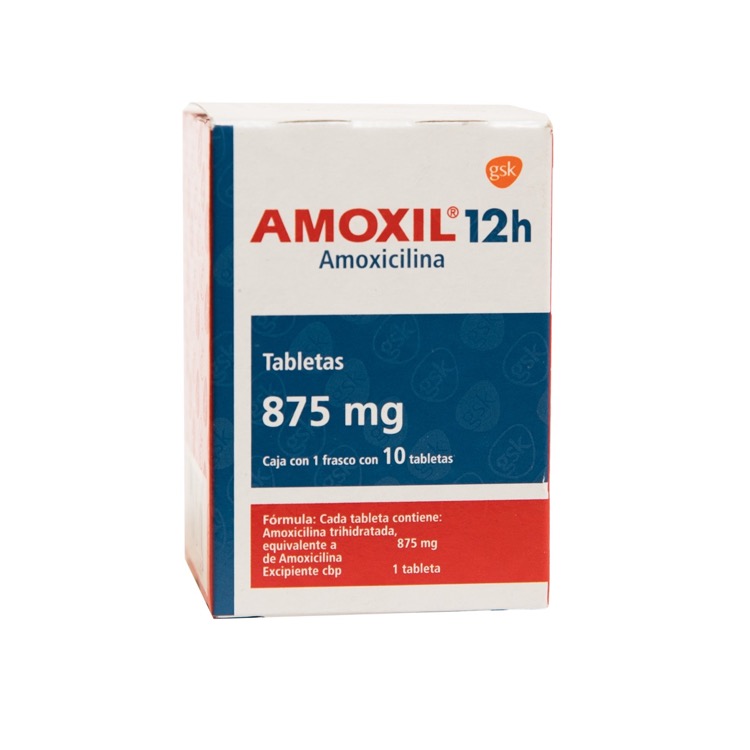 gsk
AMOXIL® 12h
Amoxicilina
Tabletas
875 mg
Caja con 1 frasco con 10 tabletas
Fórmula: Cada tableta contiene:
Amoxicilina trihidratada,
equivalente a 875 mg
de Amoxicilina
Excipiente cbp 1 tableta